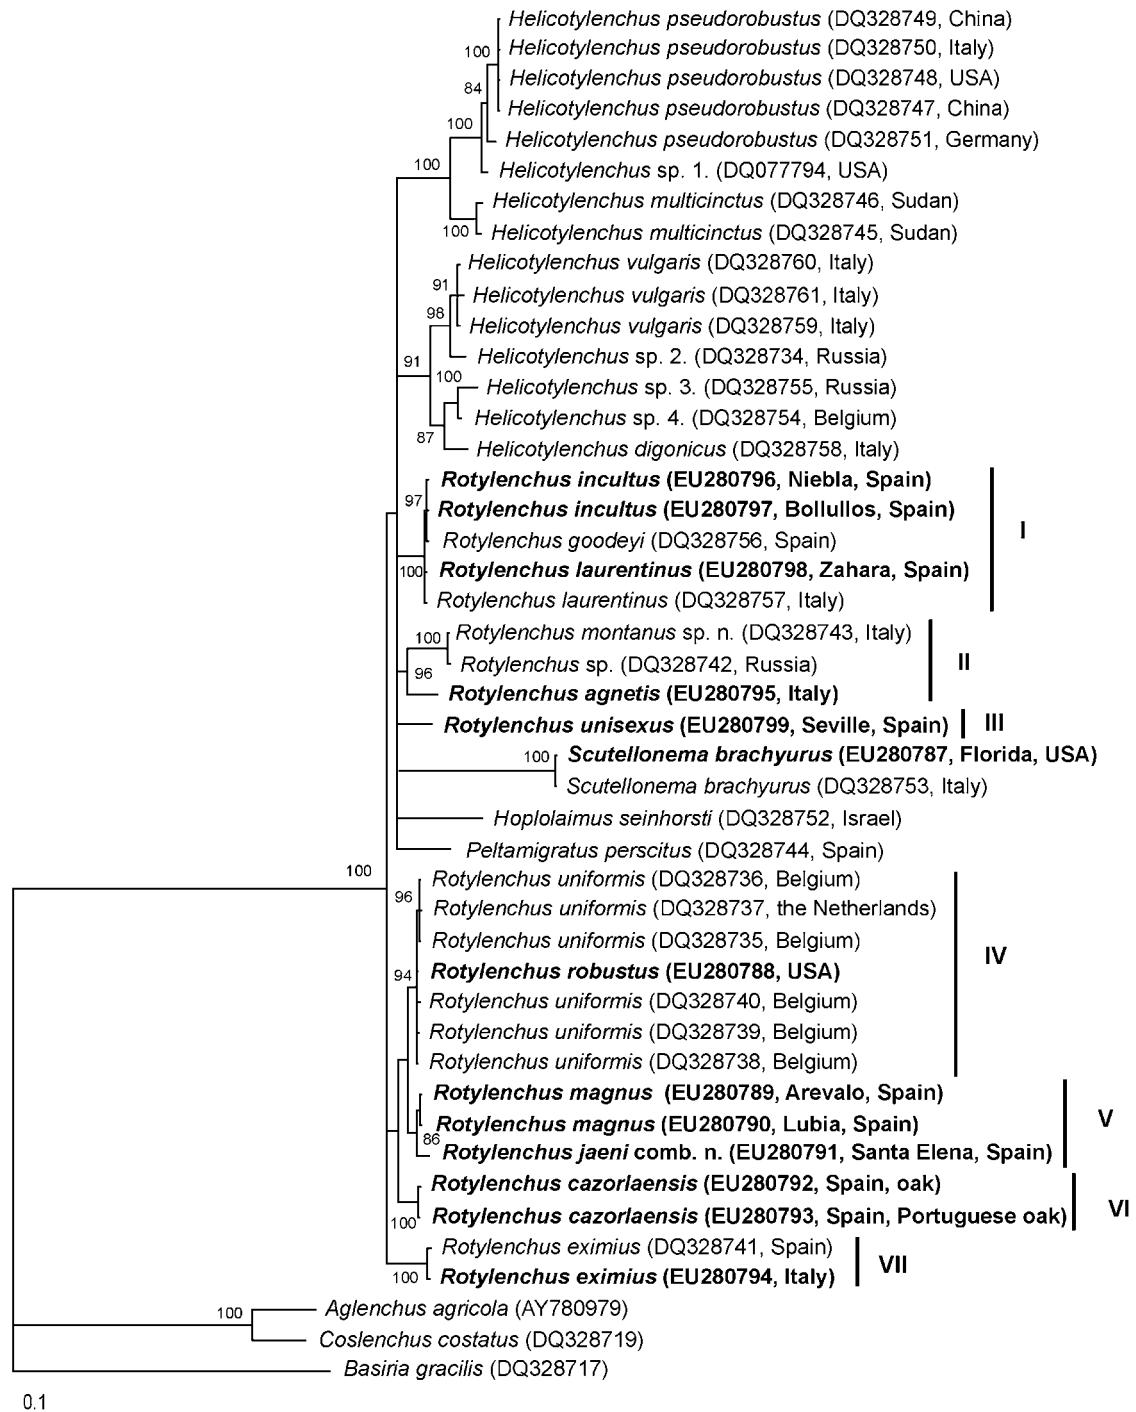 Helicotylenchus pseudorobustus (DQ328749, China)
100
Helicotylenchus pseudorobustus (DQ328750, Italy)
Helicotylenchus pseudorobustus (DQ328748, USA)
84
Helicotylenchus pseudorobustus (DQ328747, China)
100
Helicotylenchus pseudorobustus (DQ328751, Germany)
100
Helicotylenchus sp. 1. (DQ077794, USA)
Helicotylenchus multicinctus (DQ328746, Sudan)
100
Helicotylenchus multicinctus (DQ328745, Sudan)
Helicotylenchus vulgaris (DQ328760, Italy)
91
Helicotylenchus vulgaris (DQ328761, Italy)
98
Helicotylenchus vulgaris (DQ328759, Italy)
Helicotylenchus sp. 2. (DQ328734, Russia)
91
100
Helicotylenchus sp. 3. (DQ328755, Russia)
Helicotylenchus sp. 4. (DQ328754, Belgium)
87
Helicotylenchus digonicus (DQ328758, Italy)
Rotylenchus incultus (EU280796, Niebla, Spain)
97
Rotylenchus incultus (EU280797, Bollullos, Spain)
I
Rotylenchus goodeyi (DQ328756, Spain)
100
Rotylenchus laurentinus (EU280798, Zahara, Spain)
Rotylenchus laurentinus (DQ328757, Italy)
100
Rotylenchus montanus sp. n. (DQ328743, Italy)
Rotylenchus sp. (DQ328742, Russia)
II
96
Rotylenchus agnetis (EU280795, Italy)
Rotylenchus unisexus (EU280799, Seville, Spain)
III
100
Scutellonema brachyurus (EU280787, Florida, USA)
Scutellonema brachyurus (DQ328753, Italy)
Hoplolaimus seinhorsti (DQ328752, Israel)
Peltamigratus perscitus (DQ328744, Spain)
100
Rotylenchus uniformis (DQ328736, Belgium)
96
Rotylenchus uniformis (DQ328737, the Netherlands)
Rotylenchus uniformis (DQ328735, Belgium)
IV
94
Rotylenchus robustus (EU280788, USA)
Rotylenchus uniformis (DQ328740, Belgium)
Rotylenchus uniformis (DQ328739, Belgium)
Rotylenchus uniformis (DQ328738, Belgium)
Rotylenchus magnus (EU280789, Arevalo, Spain)
V
Rotylenchus magnus (EU280790, Lubia, Spain)
86
Rotylenchus jaeni comb. n. (EU280791, Santa Elena, Spain)
Rotylenchus cazorlaensis (EU280792, Spain, oak)
VI
100
Rotylenchus cazorlaensis (EU280793, Spain, Portuguese oak)
Rotylenchus eximius (DQ328741, Spain)
VII
100
Rotylenchus eximius (EU280794, Italy)
100
Aglenchus agricola (AY780979)
Coslenchus costatus (DQ328719)
Basiria gracilis (DQ328717)
0.1